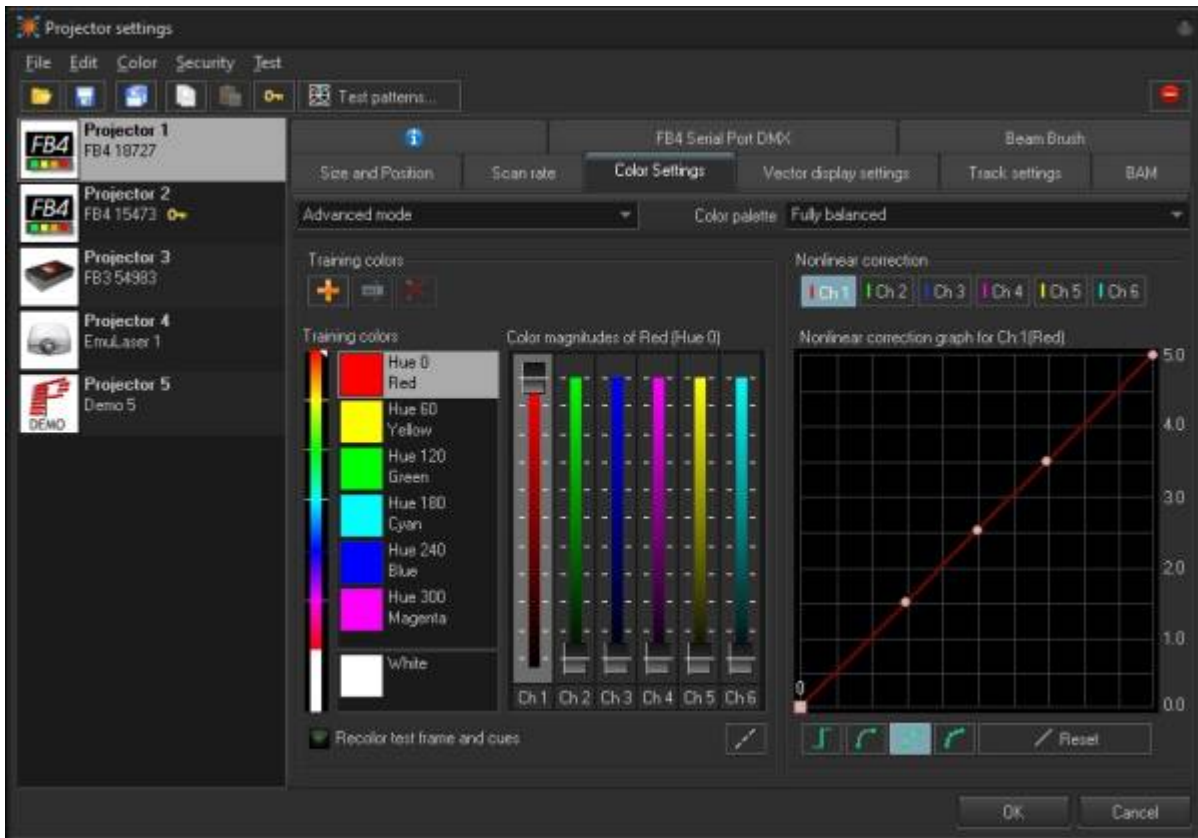 Projector settings
File Edit Color Security Test
Test patterns...
FB4
Projector 1
FB4 18727
FB4
Projector 2
FB4 15473
Projector 3
FB3 54983
Projector 4
EmuLaser 1
DEMO
Projector 5
Demo 5
FB4 Serial Port DMX Beam Brush
Size and Position Scan rate Color Settings Vector display settings Track settings BAM
Advanced mode Color palette Fully balanced
Training colors
Training colors
Hue 0
Red
Hue 60
Yellow
Hue 120
Green
Hue 180
Cyan
Hue 240
Blue
Hue 300
Magenta
White
Color magnitudes of Red (Hue 0)
Ch 1 Ch 2 Ch 3 Ch 4 Ch 5 Ch 6
Recolor test frame and cues
Nonlinear correction
Ch 1 Ch 2 Ch 3 Ch 4 Ch 5 Ch 6
Nonlinear correction graph for Ch 1(Red)
5.0
4.0
3.0
2.0
1.0
0
0.0
Reset
OK Cancel